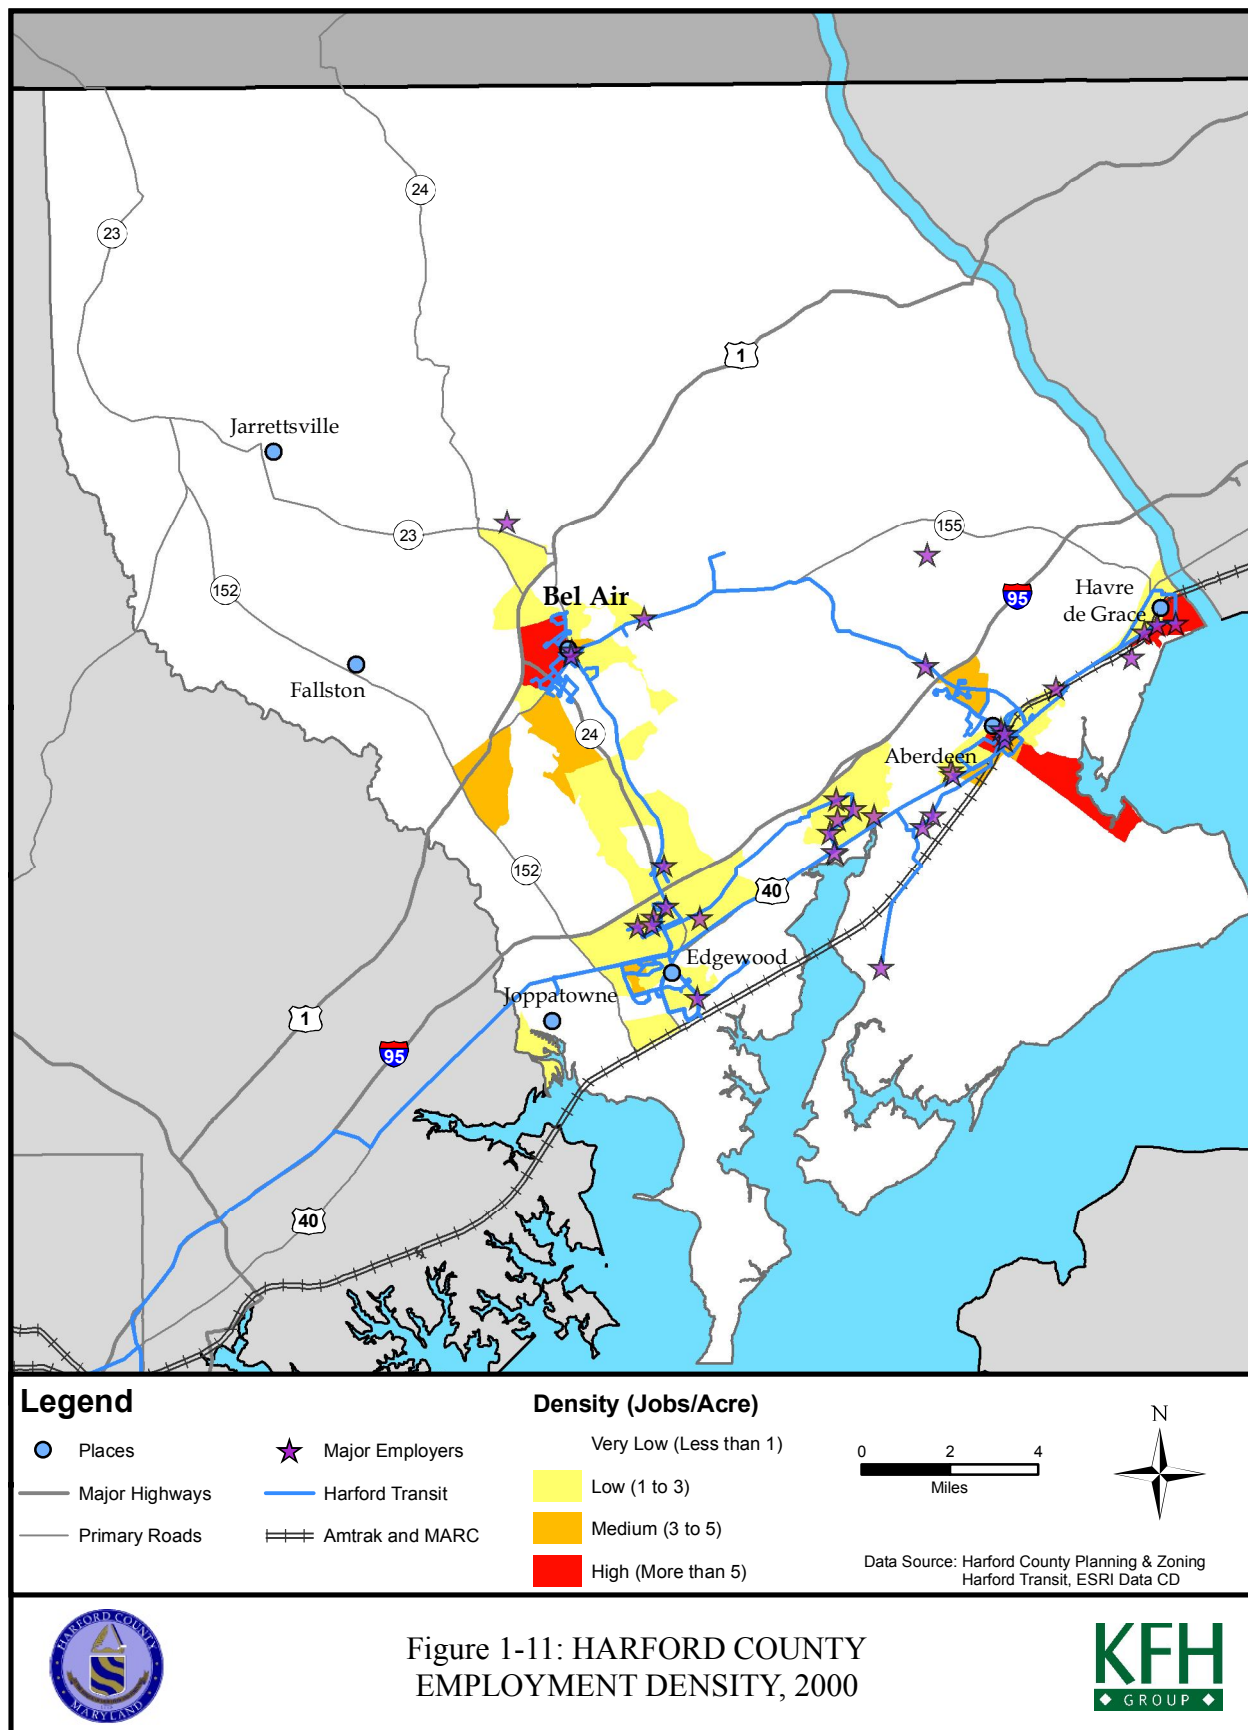 24
23
1
Jarrettsville
23
155
152
95
Havre
de Grace
Bel Air
Fallston
24
Aberdeen
152
40
Edgewood
Joppatowne
1
95
40
Legend
Places
Major Employers
Major Highways
Harford Transit
Primary Roads
Amtrak and MARC
Density (Jobs/Acre)
Very Low (Less than 1)
Low (1 to 3)
Medium (3 to 5)
High (More than 5)
0 2 4
Miles
N
Data Source: Harford County Planning & Zoning
Harford Transit, ESRI Data CD
HARFORD COUNTY
MARYLAND
Figure 1-11: HARFORD COUNTY
EMPLOYMENT DENSITY, 2000
KFH
GROUP